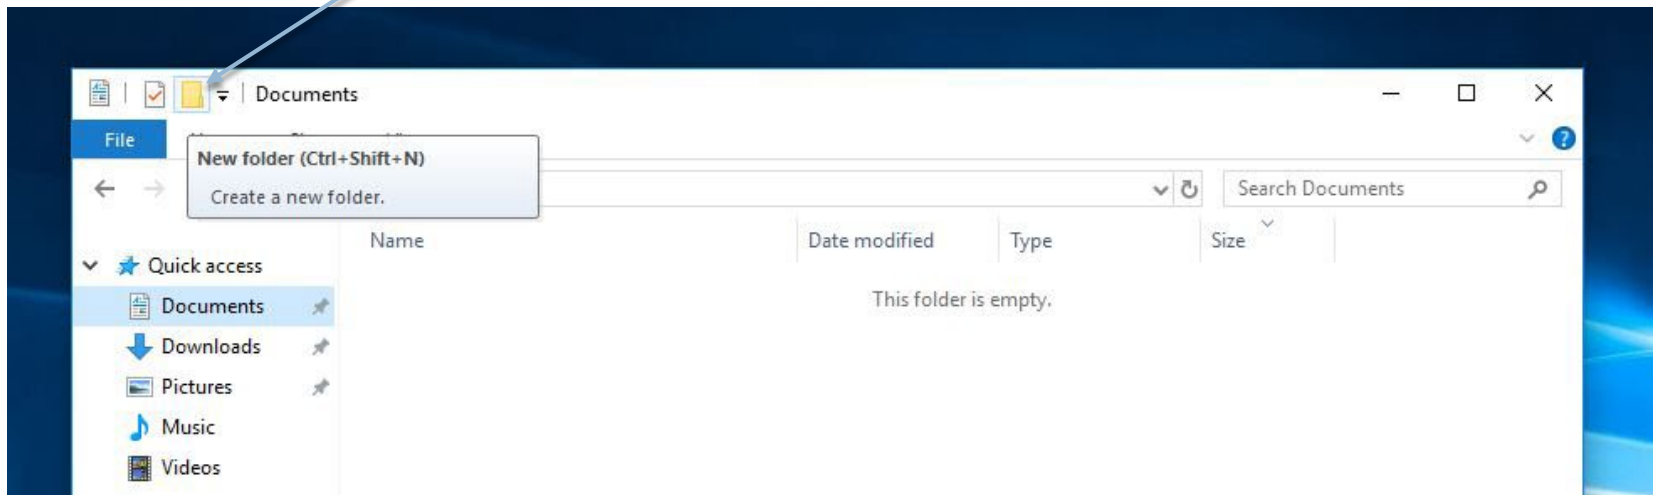 Documents
File
New folder (Ctrl+Shift+N)
Create a new folder.
Search Documents
Name Date modified Type Size
Quick access
This folder is empty.
Documents
Downloads
Pictures
Music
Videos